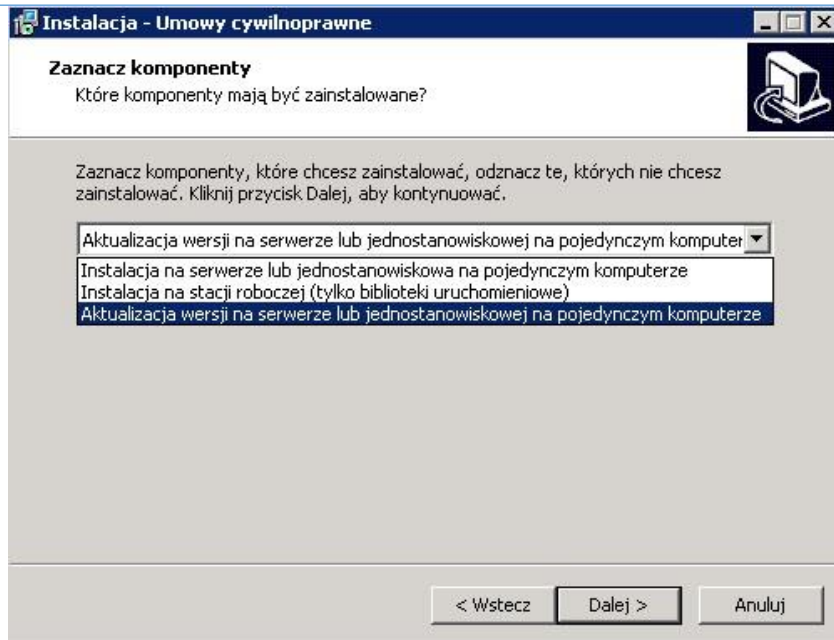 Instalacja - Umowy cywilnoprawne
Zaznacz komponenty
Które komponenty mają być zainstalowane?
Zaznacz komponenty, które chcesz zainstalować, odznacz te, których nie chcesz
zainstalować. Kliknij przycisk Dalej, aby kontynuować.
Aktualizacja wersji na serwerze lub jednostanowiskowej na pojedynczym komputer
Instalacja na serwerze lub jednostanowiskowa na pojedynczym komputerze
Instalacja na stacji roboczej (tylko biblioteki uruchomieniowe)
Aktualizacja wersji na serwerze lub jednostanowiskowej na pojedynczym komputerze
< Wstecz Dalej > Anuluj